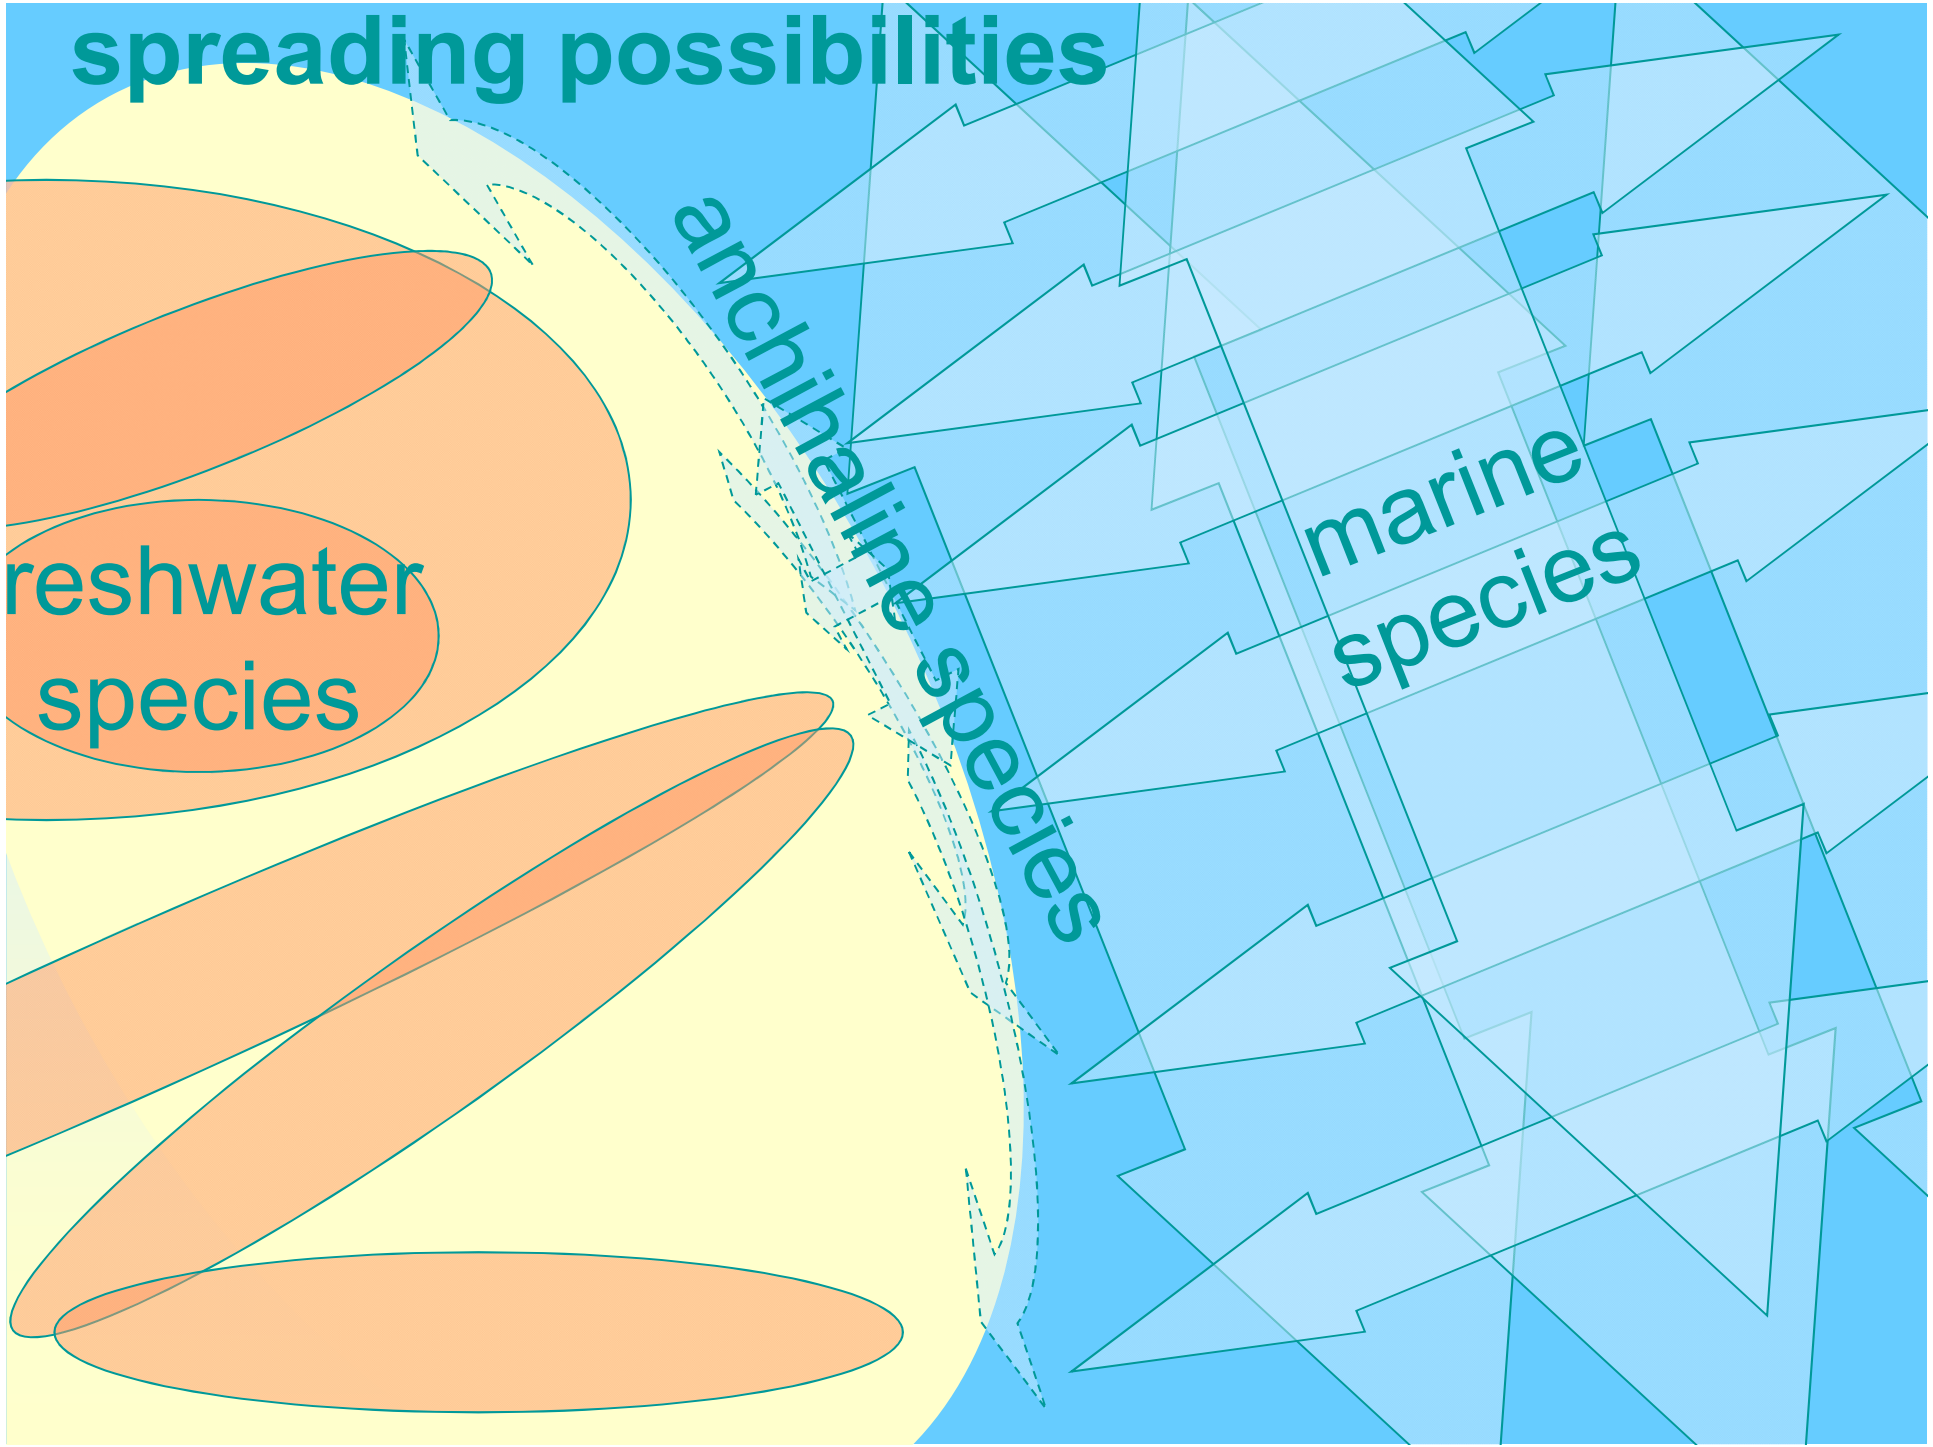 spreading possibilities
anchihaline species
marine
species
reshwater
species